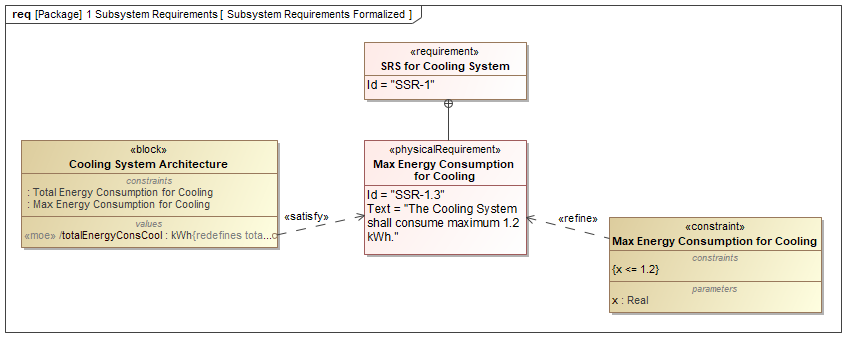 req [Package] 1 Subsystem Requirements [ Subsystem Requirements Formalized ]
«requirement»
SRS for Cooling System
Id = "SSR-1"
«block»
Cooling System Architecture
constraints
: Total Energy Consumption for Cooling
: Max Energy Consumption for Cooling
values
«moe» /totalEnergyConsCool : kWh{redefines tota...c
«satisfy»
«physicalRequirement»
Max Energy Consumption
for Cooling
Id = "SSR-1.3"
Text = "The Cooling System
shall consume maximum 1.2
kWh."
«refine»
«constraint»
Max Energy Consumption for Cooling
constraints
{x <= 1.2}
parameters
x : Real